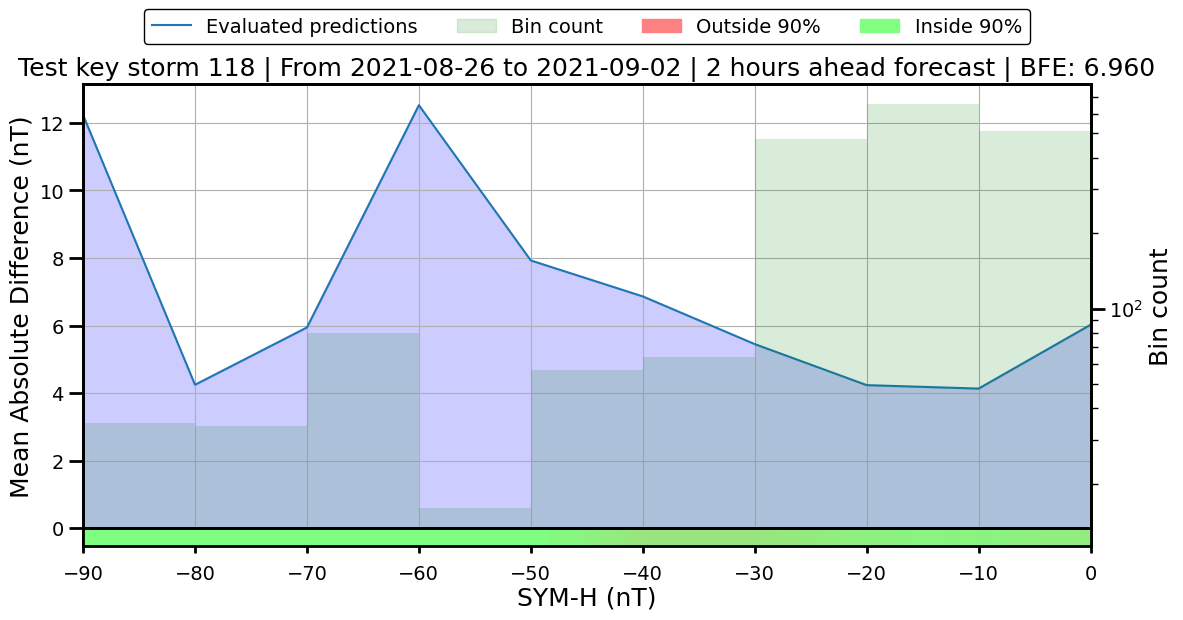 Evaluated predictions Bin count Outside 90% Inside 90%
Test key storm 118 | From 2021-08-26 to 2021-09-02 | 2 hours ahead forecast | BFE: 6.960
Mean Absolute Difference (nT)
12
10
8
6
4
2
0
10²
Bin count
−90 −80 −70 −60 −50 −40 −30 −20 −10 0
SYM-H (nT)